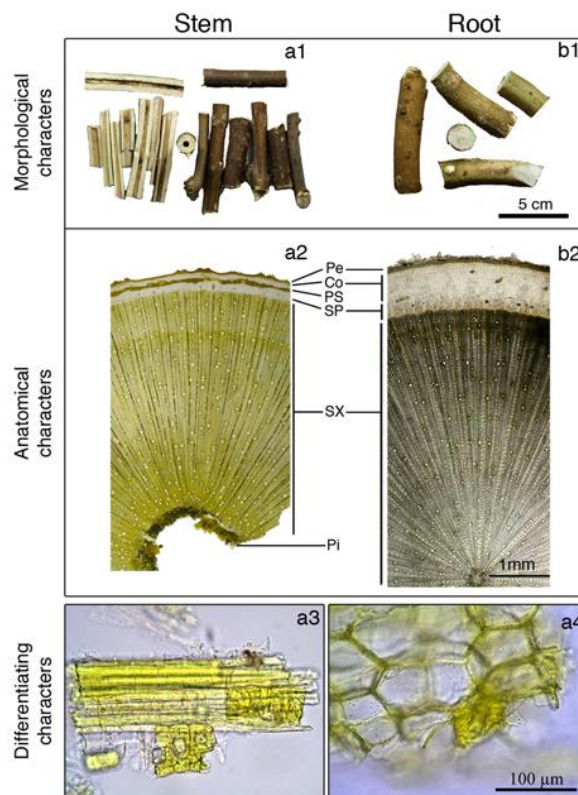 Stem Root
Morphological characters
a1
b1
5 cm
Anatomical characters
a2
b2
Pe
Co
PS
SP
SX
Pi
1mm
Differentiating characters
a3
a4
100 μm